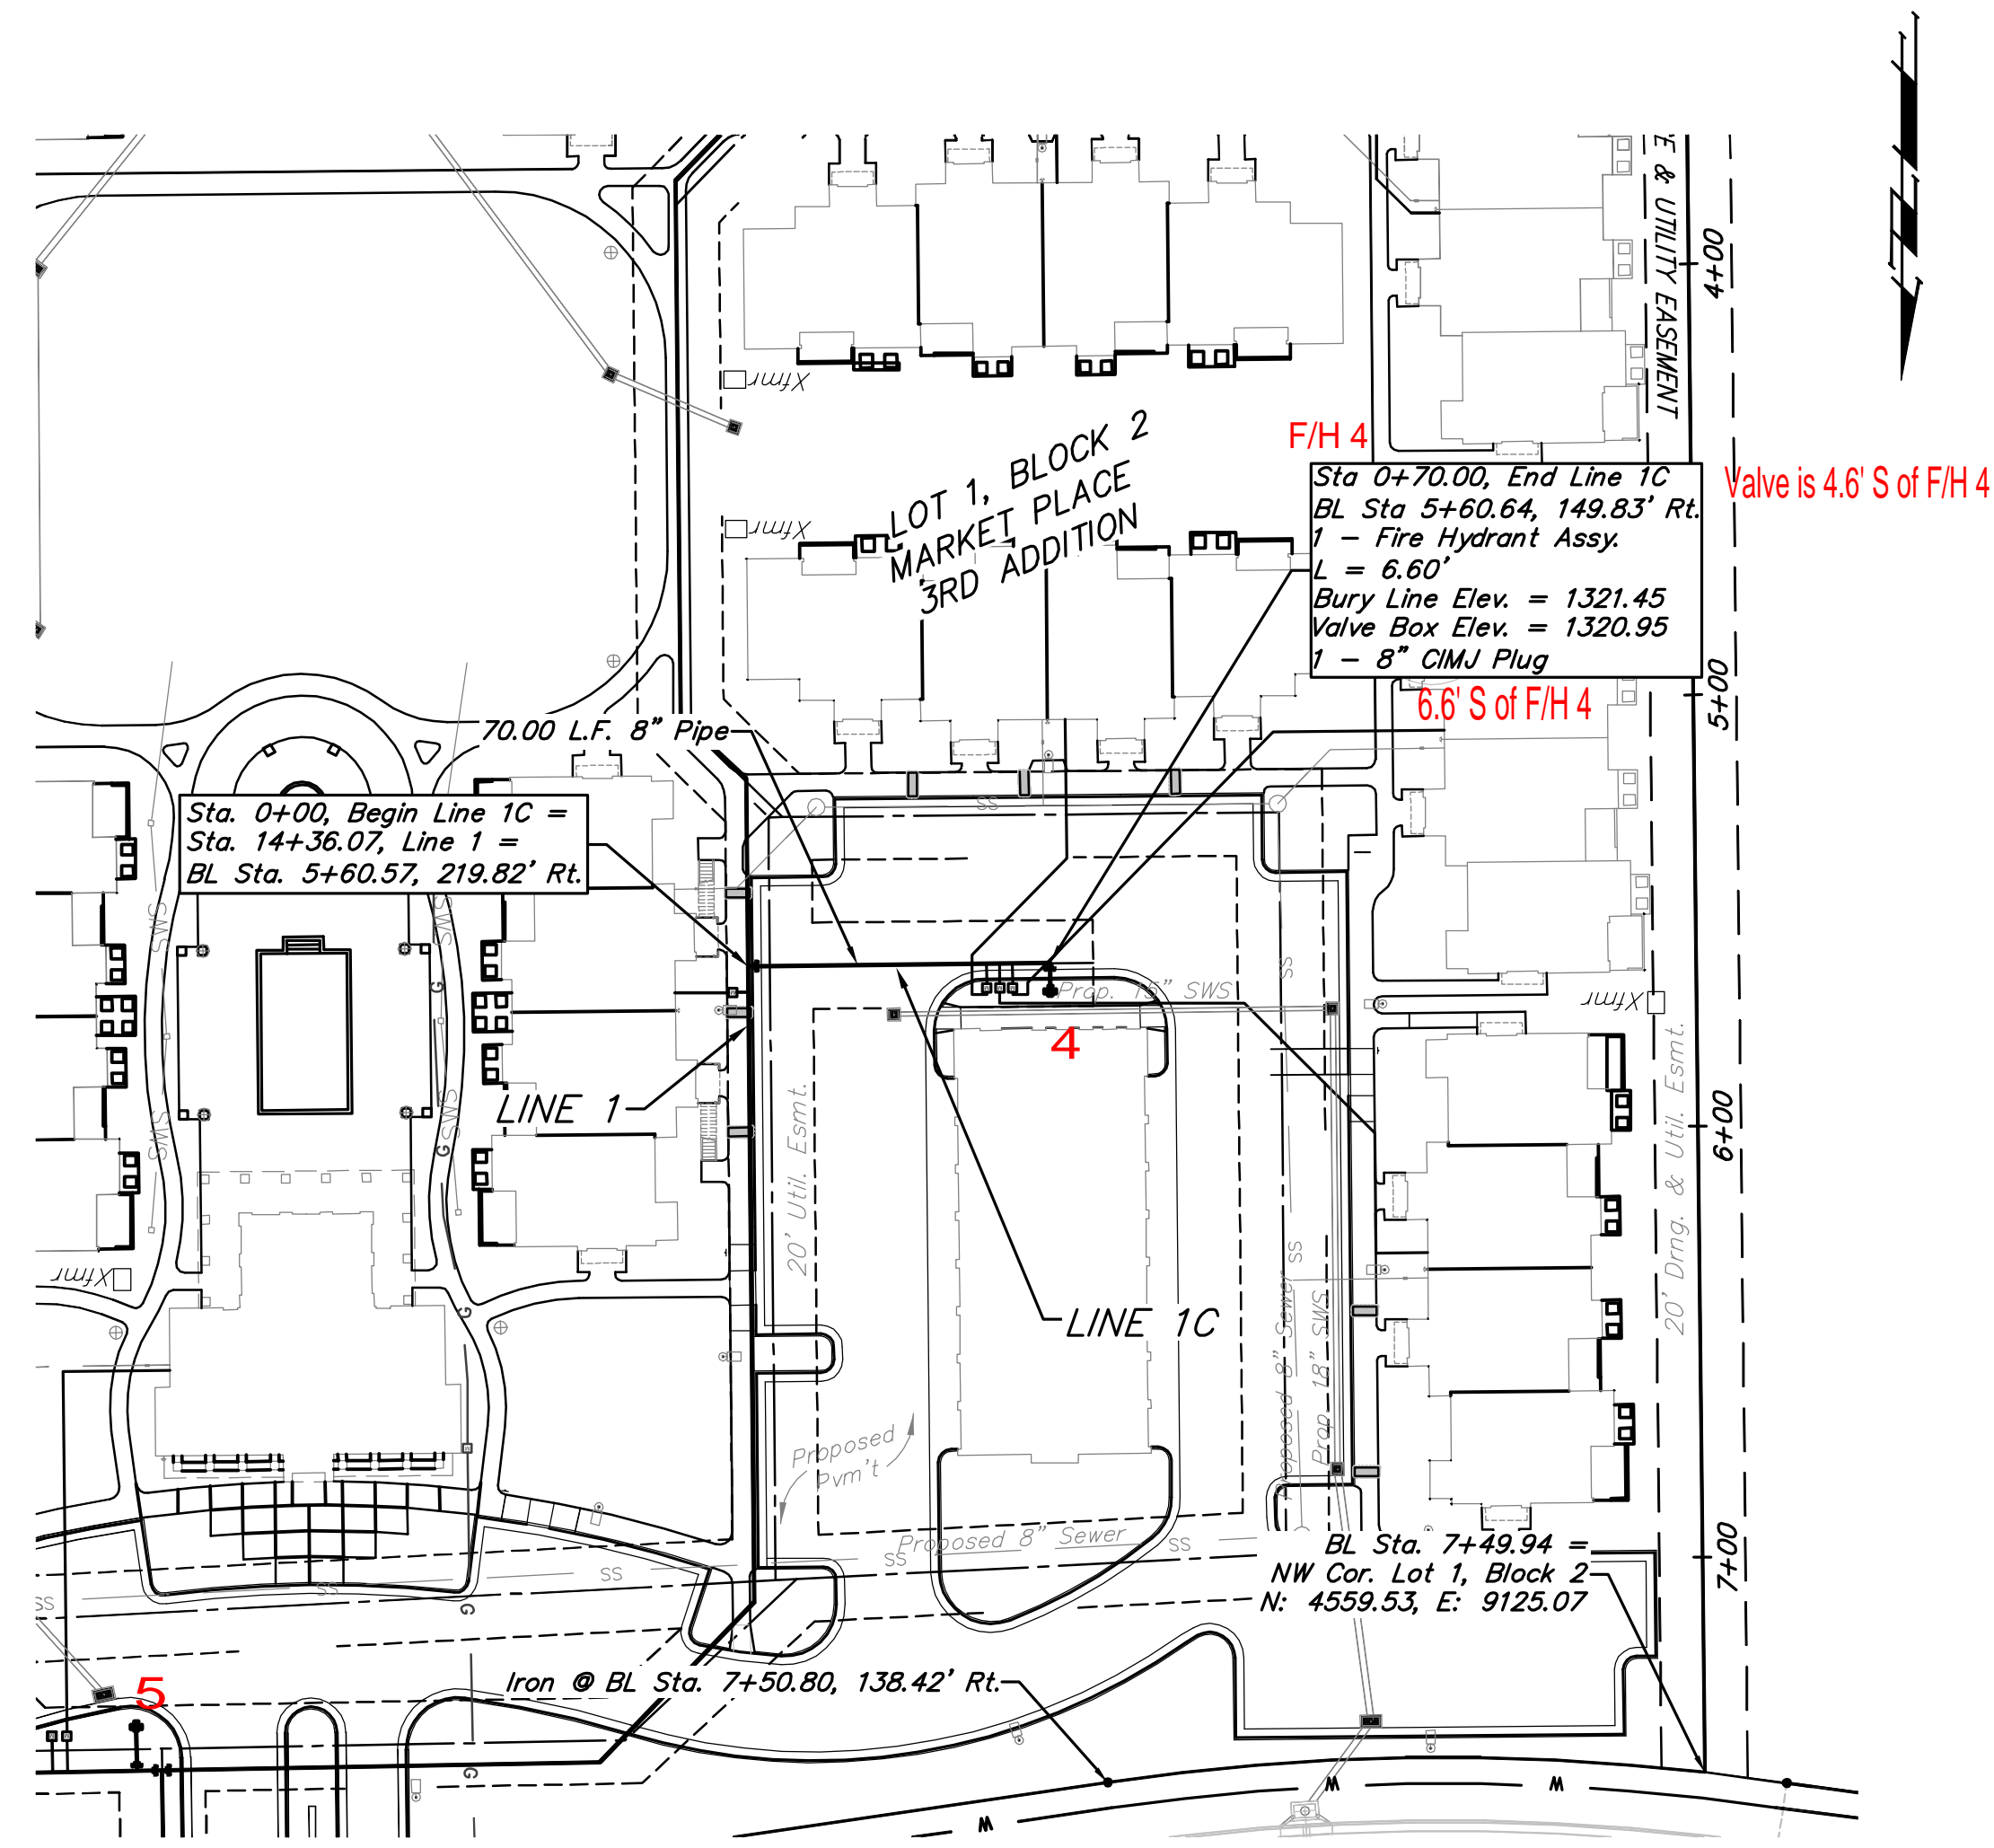 E & UTILITY EASEMENT
4+00
Xfmr
LOT 1, BLOCK 2
MARKET PLACE
3RD ADDITION
Xfmr
F/H 4
Sta 0+70.00, End Line 1C
BL Sta 5+60.64, 149.83' Rt.
1 - Fire Hydrant Assy.
L = 6.60'
Bury Line Elev. = 1321.45
Valve Box Elev. = 1320.95
1 - 8" CIMJ Plug
Valve is 4.6' S of F/H 4
6.6' S of F/H 4
5+00
70.00 L.F. 8" Pipe
Sta. 0+00, Begin Line 1C =
Sta. 14+36.07, Line 1 =
BL Sta. 5+60.57, 219.82' Rt.
SS
SWS
SWS
G
SS
Prop. 15" SWS
Xfmr
4
LINE 1
SWS
SWS
G
20' Util. Esmt.
20' Drng. & Util. Esmt.
6+00
Xfmr
G
LINE 1C
SS
Proposed 8" Sewer
Prop. 18" SWS
Proposed
Pvm't
Proposed 8" Sewer
SS
SS
SS
SS
SS
G
BL Sta. 7+49.94 =
NW Cor. Lot 1, Block 2
N: 4559.53, E: 9125.07
7+00
Iron @ BL Sta. 7+50.80, 138.42' Rt.
5
G
W
W
W